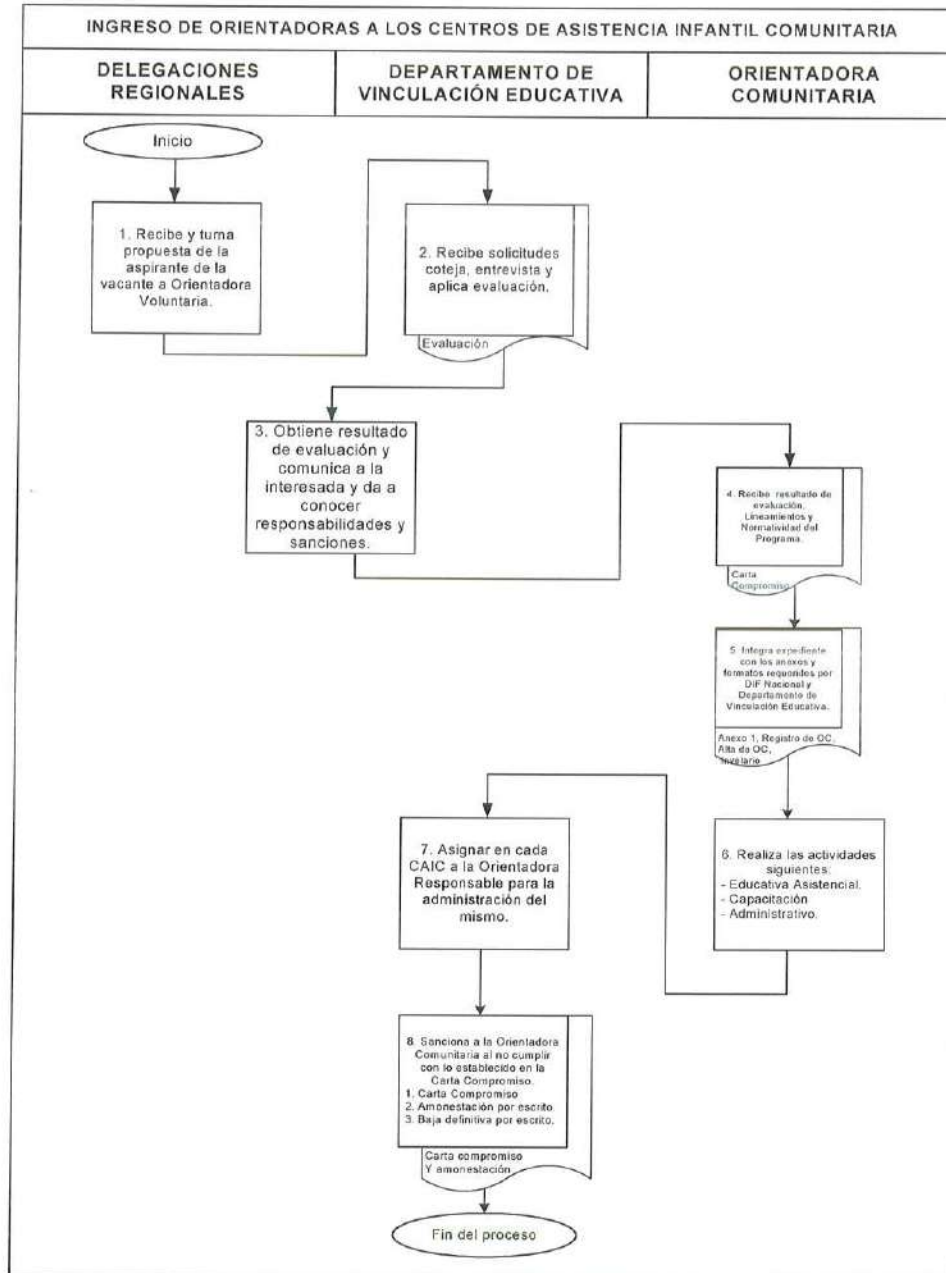 INGRESO DE ORIENTADORAS A LOS CENTROS DE ASISTENCIA INFANTIL COMUNITARIA
DELEGACIONES
REGIONALES
DEPARTAMENTO DE
VINCULACIÓN EDUCATIVA
ORIENTADORA
COMUNITARIA
Inicio
1. Recibe y turna
propuesta de la
aspirante de la
vacante a Orientadora
Voluntaria.
2. Recibe solicitudes
coteja, entrevista y
aplica evaluación.
Evaluación
3. Obtiene resultado
de evaluación y
comunica a la
interesada y da a
conocer
responsabilidades y
sanciones.
4. Recibe resultado de
evaluación,
Lineamientos y
Normatividad del
Programa.
Carta
Compromiso
5. Integra expediente
con los anexos y
formatos requeridos por
DIF Nacional y
Departamento de
Vinculación Educativa.
Anexo 1, Registro de OC,
Alta de OC,
6. Realiza las actividades
siguientes:
- Educativa Asistencial.
- Capacitación
- Administrativo.
7. Asignar en cada
CAIC a la Orientadora
Responsable para la
administración del
mismo.
8. Sanciona a la Orientadora
Comunitaria al no cumplir
con lo establecido en la
Carta Compromiso.
1. Carta Compromiso
2. Amonestación por escrito
3. Baja definitiva por escrito.
Carta compromiso
Y amonestación
Fin del proceso